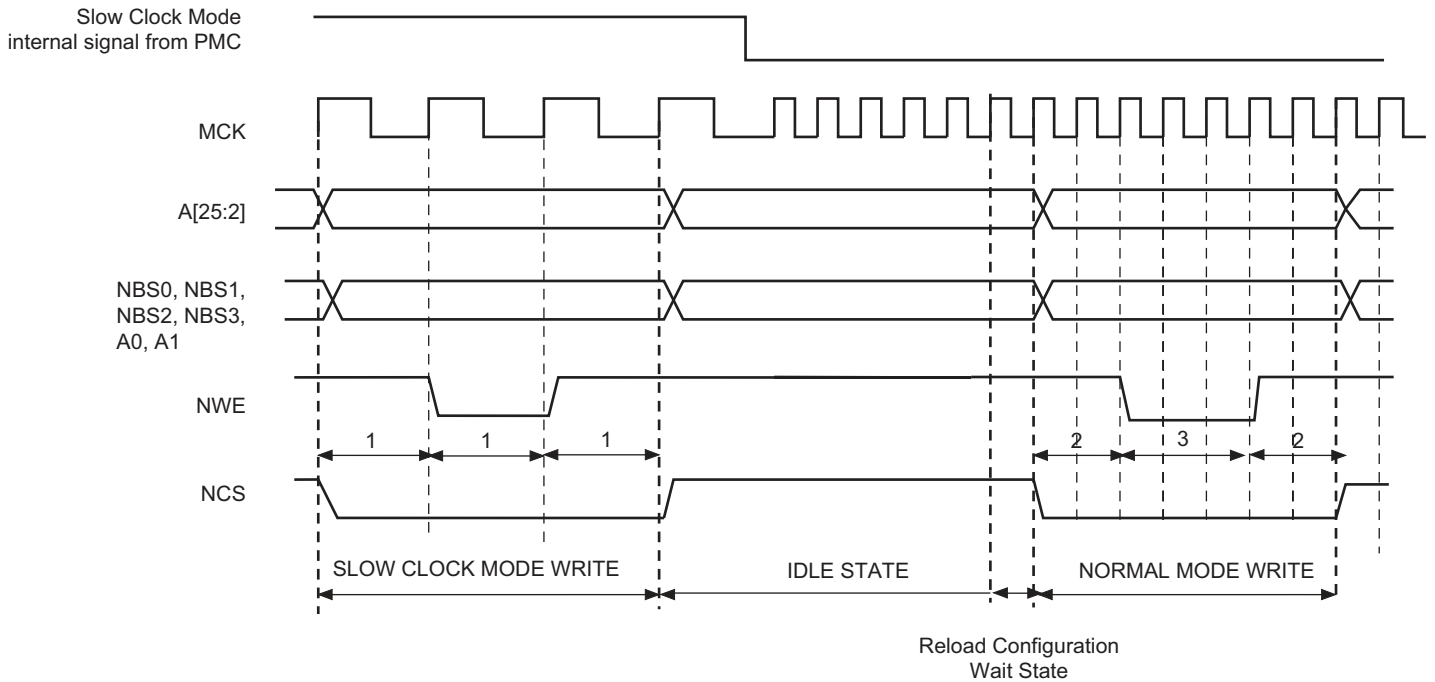 Slow Clock Mode
internal signal from PMC
MCK
A[25:2]
NBS0, NBS1,
NBS2, NBS3,
A0, A1
NWE
1 1 1 2 3 2
NCS
SLOW CLOCK MODE WRITE IDLE STATE NORMAL MODE WRITE
Reload Configuration
Wait State